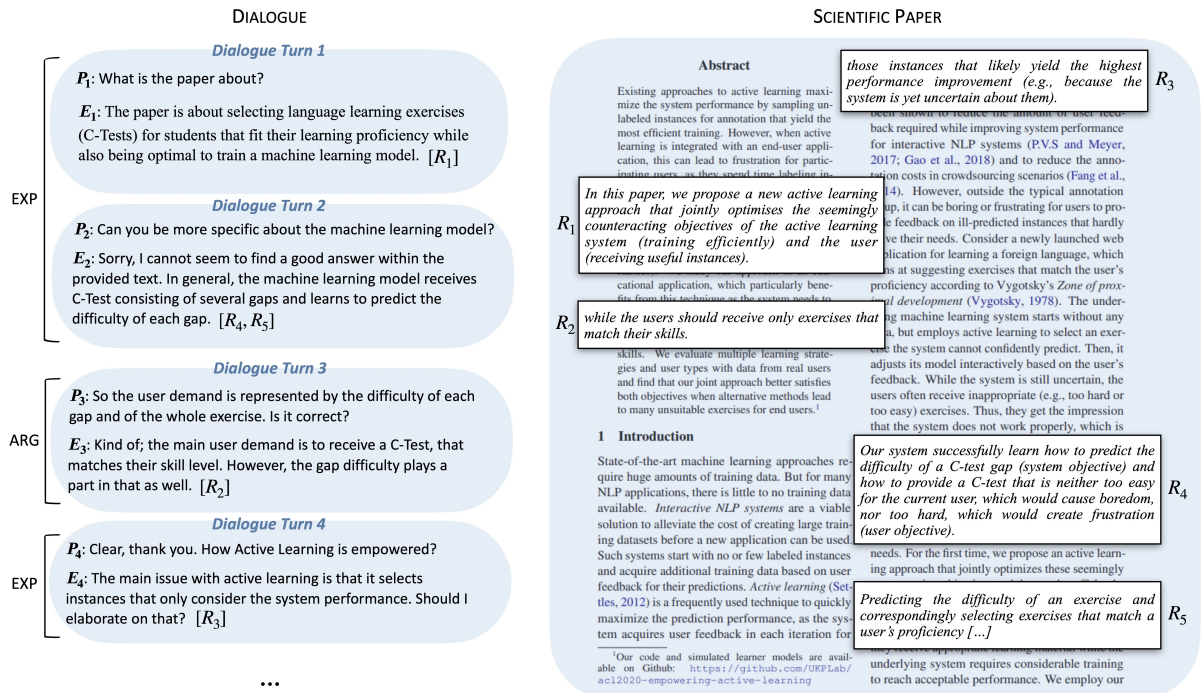 DIALOGUE
Dialogue Turn 1
EXP
P1: What is the paper about?
E1: The paper is about selecting language learning exercises
(C-Tests) for students that fit their learning proficiency while
also being optimal to train a machine learning model. [R1]
Dialogue Turn 2
P2: Can you be more specific about the machine learning model?
E2: Sorry, I cannot seem to find a good answer within the
provided text. In general, the machine learning model receives
C-Test consisting of several gaps and learns to predict the
difficulty of each gap. [R4, R5]
Dialogue Turn 3
ARG
P3: So the user demand is represented by the difficulty of each
gap and of the whole exercise. Is it correct?
E3: Kind of; the main user demand is to receive a C-Test, that
matches their skill level. However, the gap difficulty plays a
part in that as well. [R2]
Dialogue Turn 4
EXP
P4: Clear, thank you. How Active Learning is empowered?
E4: The main issue with active learning is that it selects
instances that only consider the system performance. Should I
elaborate on that? [R3]
...
SCIENTIFIC PAPER
Abstract
Existing approaches to active learning maxi-
mize the system performance by sampling un-
labeled instances for annotation that yield the
most efficient training. However, when active
learning is integrated with an end-user appli-
cation, this can lead to frustration for partic-
ipating users, as they spend time labeling in-
R1
In this paper, we propose a new active learning
approach that jointly optimises the seemingly
counteracting objectives of the active learning
system (training efficiently) and the user
(receiving useful instances).
cational application, which particularly bene-
fits from this technique as the system needs to
R2
while the users should receive only exercises that
match their skills.
skills. We evaluate multiple learning strate-
gies and user types with data from real users
and find that our joint approach better satisfies
both objectives when alternative methods lead
to many unsuitable exercises for end users.1
1 Introduction
State-of-the-art machine learning approaches re-
quire huge amounts of training data. But for many
NLP applications, there is little to no training data
available. Interactive NLP systems are a viable
solution to alleviate the cost of creating large train-
ing datasets before a new application can be used.
Such systems start with no or few labeled instances
and acquire additional training data based on user
feedback for their predictions. Active learning (Set-
tles, 2012) is a frequently used technique to quickly
maximize the prediction performance, as the sys-
tem acquires user feedback in each iteration for
1Our code and simulated learner models are avail-
able on Github: https://github.com/UKPLab/
acl2020-empowering-active-learning
those instances that likely yield the highest
performance improvement (e.g., because the
system is yet uncertain about them).
R3
been shown to reduce the amount of user feed-
back required while improving system performance
for interactive NLP systems (P.V.S and Meyer,
2017; Gao et al., 2018) and to reduce the anno-
tation costs in crowdsourcing scenarios (Fang et al.,
14). However, outside the typical annotation
up, it can be boring or frustrating for users to pro-
feedback on ill-predicted instances that hardly
ve their needs. Consider a newly launched web
plication for learning a foreign language, which
ms at suggesting exercises that match the user's
proficiency according to Vygotsky's Zone of prox-
imal development (Vygotsky, 1978). The under-
ing machine learning system starts without any
, but employs active learning to select an exer-
cise the system cannot confidently predict. Then, it
adjusts its model interactively based on the user's
feedback. While the system is still uncertain, the
users often receive inappropriate (e.g., too hard or
too easy) exercises. Thus, they get the impression
that the system does not work properly, which is
Our system successfully learn how to predict the
difficulty of a C-test gap (system objective) and
how to provide a C-test that is neither too easy
for the current user, which would cause boredom,
nor too hard, which would create frustration
(user objective).
R4
needs. For the first time, we propose an active learn-
ing approach that jointly optimizes these seemingly
Predicting the difficulty of an exercise and
correspondingly selecting exercises that match a
user's proficiency [...]
R5
underlying system requires considerable training
to reach acceptable performance. We employ our